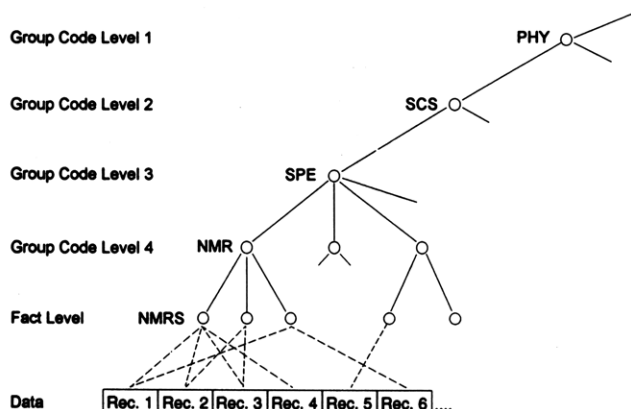 Group Code Level 1 PHY
Group Code Level 2 SCS
Group Code Level 3 SPE
Group Code Level 4 NMR
Fact Level NMRS
Data Rec. 1 Rec. 2 Rec. 3 Rec. 4 Rec. 5 Rec. 6 ....